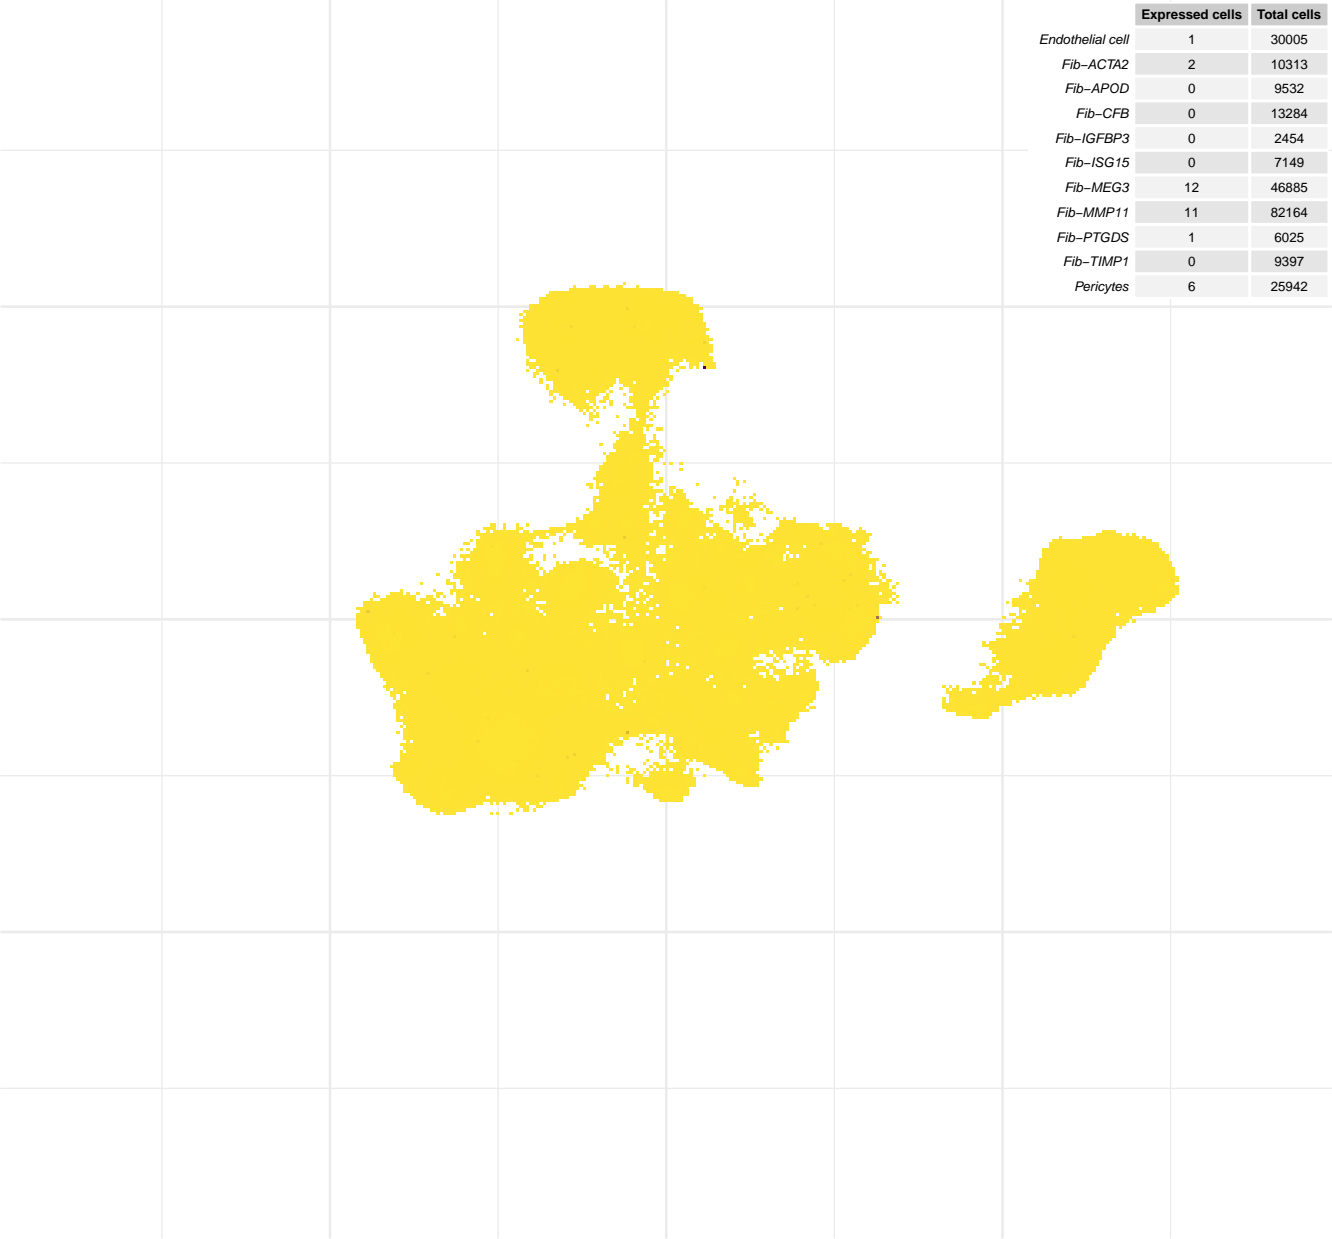 Expressed cells Total cells
Endothelial cell 1 30005
Fib−ACTA2 2 10313
Fib−APOD 0 9532
Fib−CFB 0 13284
Fib−IGFBP3 0 2454
Fib−ISG15 0 7149
Fib−MEG3 12 46885
Fib−MMP11 11 82164
Fib−PTGDS 1 6025
Fib−TIMP1 0 9397
Pericytes 6 25942